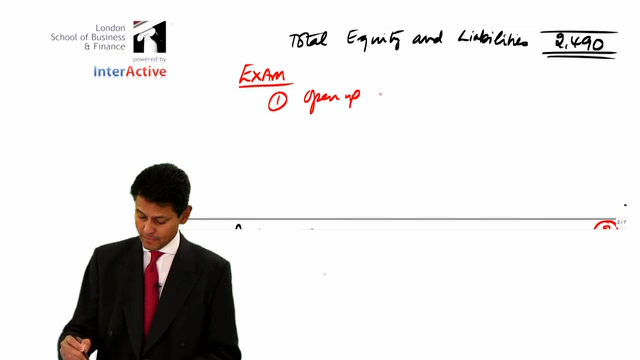 London
School of Business
& Finance
powered by
InterActive
Total Equity and Liabilities 2,490
EXAM
① Open up